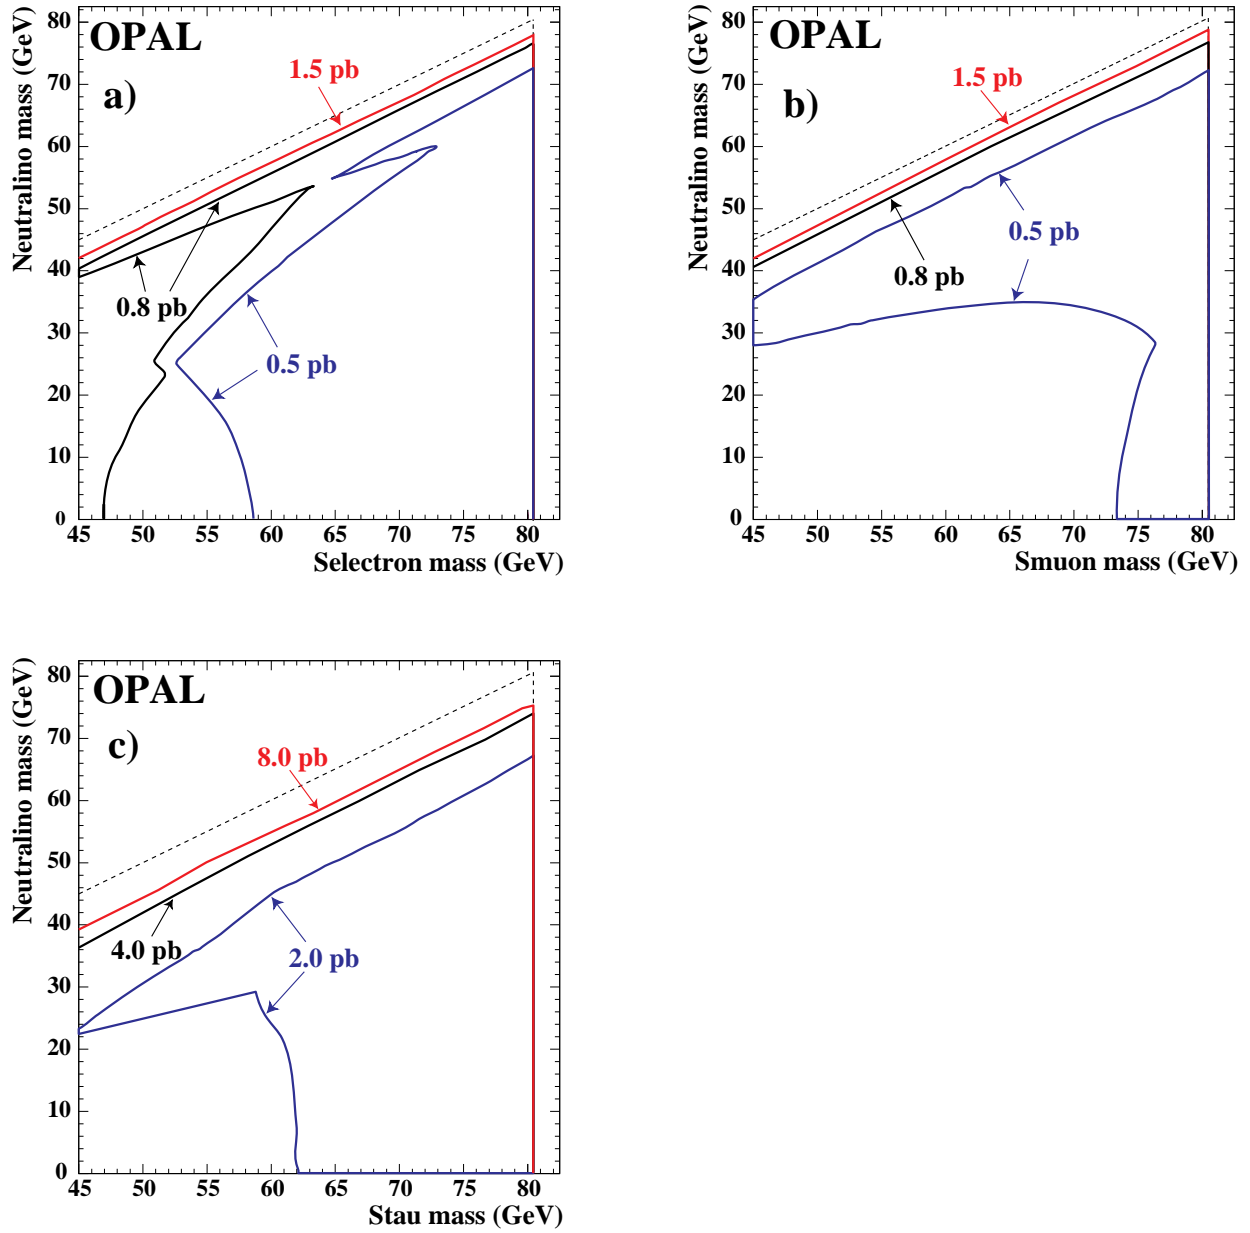 OPAL
a)
Neutralino mass (GeV)
80
70
60
50
40
30
20
10
0
1.5 pb
0.8 pb
0.5 pb
45 50 55 60 65 70 75 80
Selectron mass (GeV)
OPAL
b)
Neutralino mass (GeV)
80
70
60
50
40
30
20
10
0
1.5 pb
0.5 pb
0.8 pb
45 50 55 60 65 70 75 80
Smuon mass (GeV)
OPAL
c)
Neutralino mass (GeV)
80
70
60
50
40
30
20
10
0
8.0 pb
4.0 pb
2.0 pb
45 50 55 60 65 70 75 80
Stau mass (GeV)